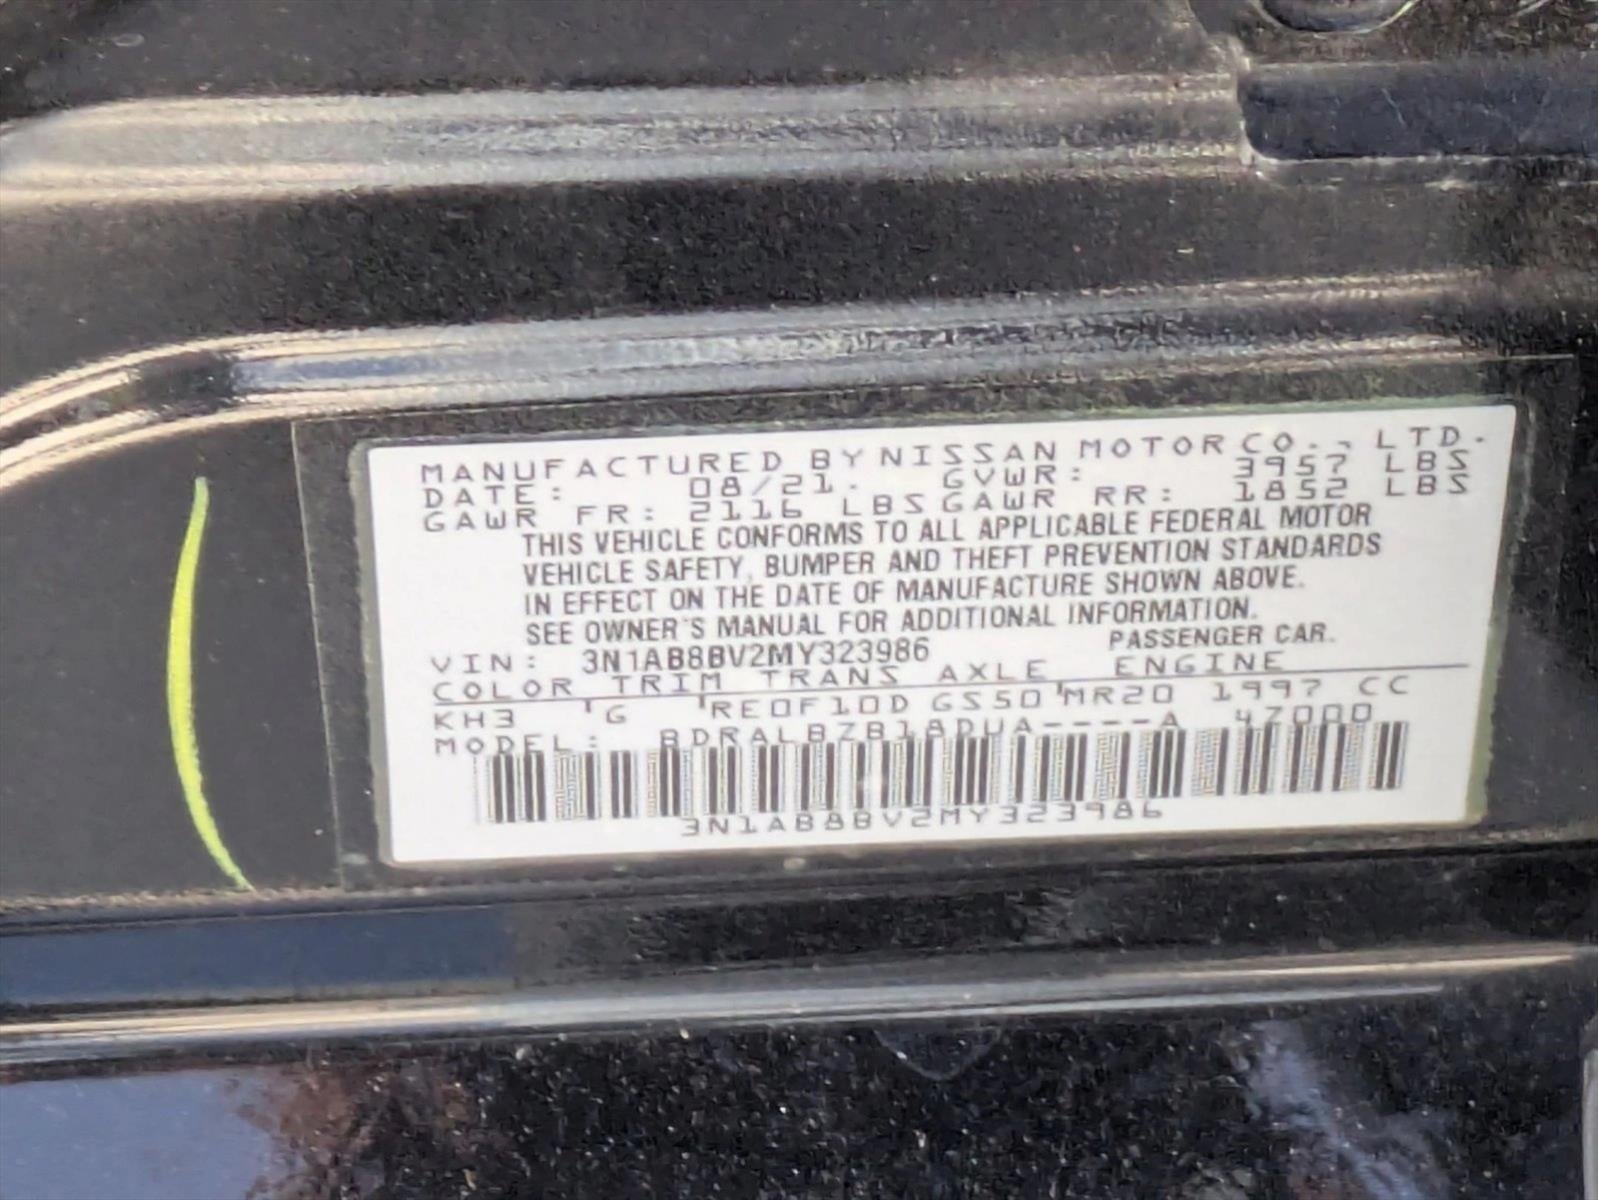 MANUFACTURED BY NISSAN MOTOR CO., LTD.
DATE: 08/21. GVWR: 3957 LBS
GAWR FR: 2116 LBS GAWR RR: 1852 LBS
THIS VEHICLE CONFORMS TO ALL APPLICABLE FEDERAL MOTOR
VEHICLE SAFETY, BUMPER AND THEFT PREVENTION STANDARDS
IN EFFECT ON THE DATE OF MANUFACTURE SHOWN ABOVE.
SEE OWNER'S MANUAL FOR ADDITIONAL INFORMATION.
VIN: 3N1AB8BV2MY323986 PASSENGER CAR.
COLOR TRIM TRANS AXLE ENGINE
KH3 G RE0F10D GS50 MR20 1997 CC
MODEL: BDRALBZB18DUA----A 47000
3N1AB8BV2MY323986